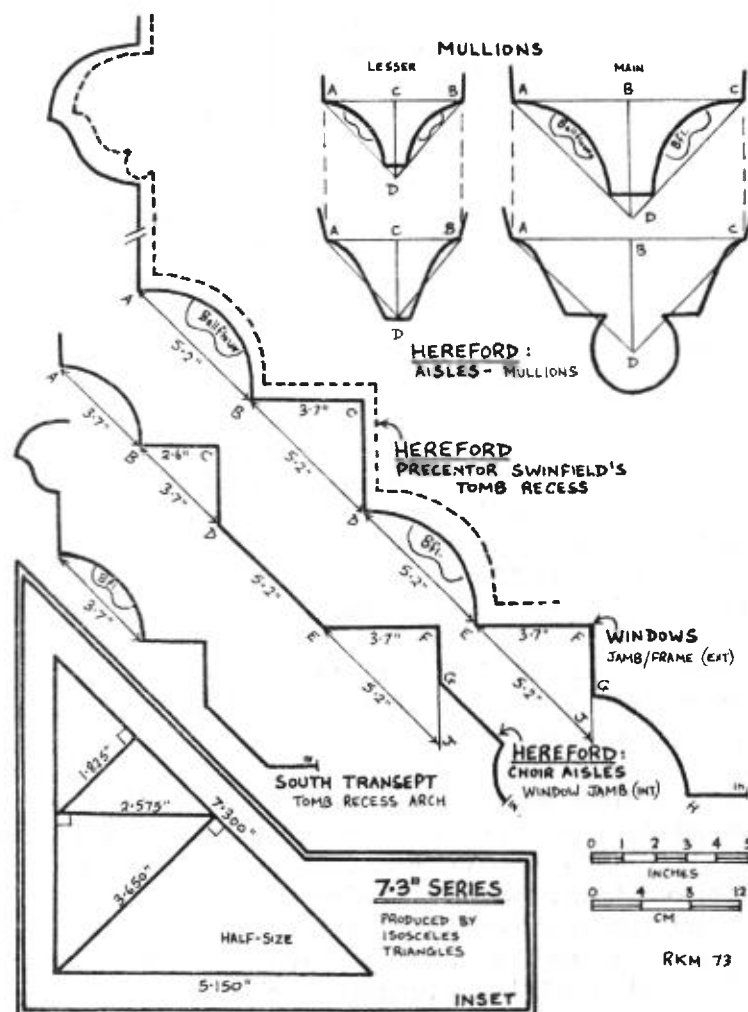 MULLIONS
LESSER
MAIN
A C B
A B C
Ballflower
Bfl.
D
D
A C B
A B C
D
D
HEREFORD:
AISLES - MULLIONS
A
Ballflower
5·2"
B
3·7"
C
HEREFORD
PRECENTOR SWINFIELD'S
TOMB RECESS
A
3·7"
B
2·6"
C
5·2"
3·7"
D
D
Bfl.
5·2"
5·2"
Bfl.
3·7"
E
3·7"
F
E
3·7"
F
WINDOWS
JAMB/FRAME (EXT)
G
G
5·2"
5·2"
J
HEREFORD:
CHOIR AISLES
WINDOW JAMB (INT)
In.
H
In
SOUTH TRANSEPT
TOMB RECESS ARCH
1·825"
2·575"
7·300"
3·650"
HALF-SIZE
5·150"
7·3" SERIES
PRODUCED BY
ISOSCELES
TRIANGLES
INSET
0 1 2 3 4 5
INCHES
0 4 8 12
CM
RKM 73